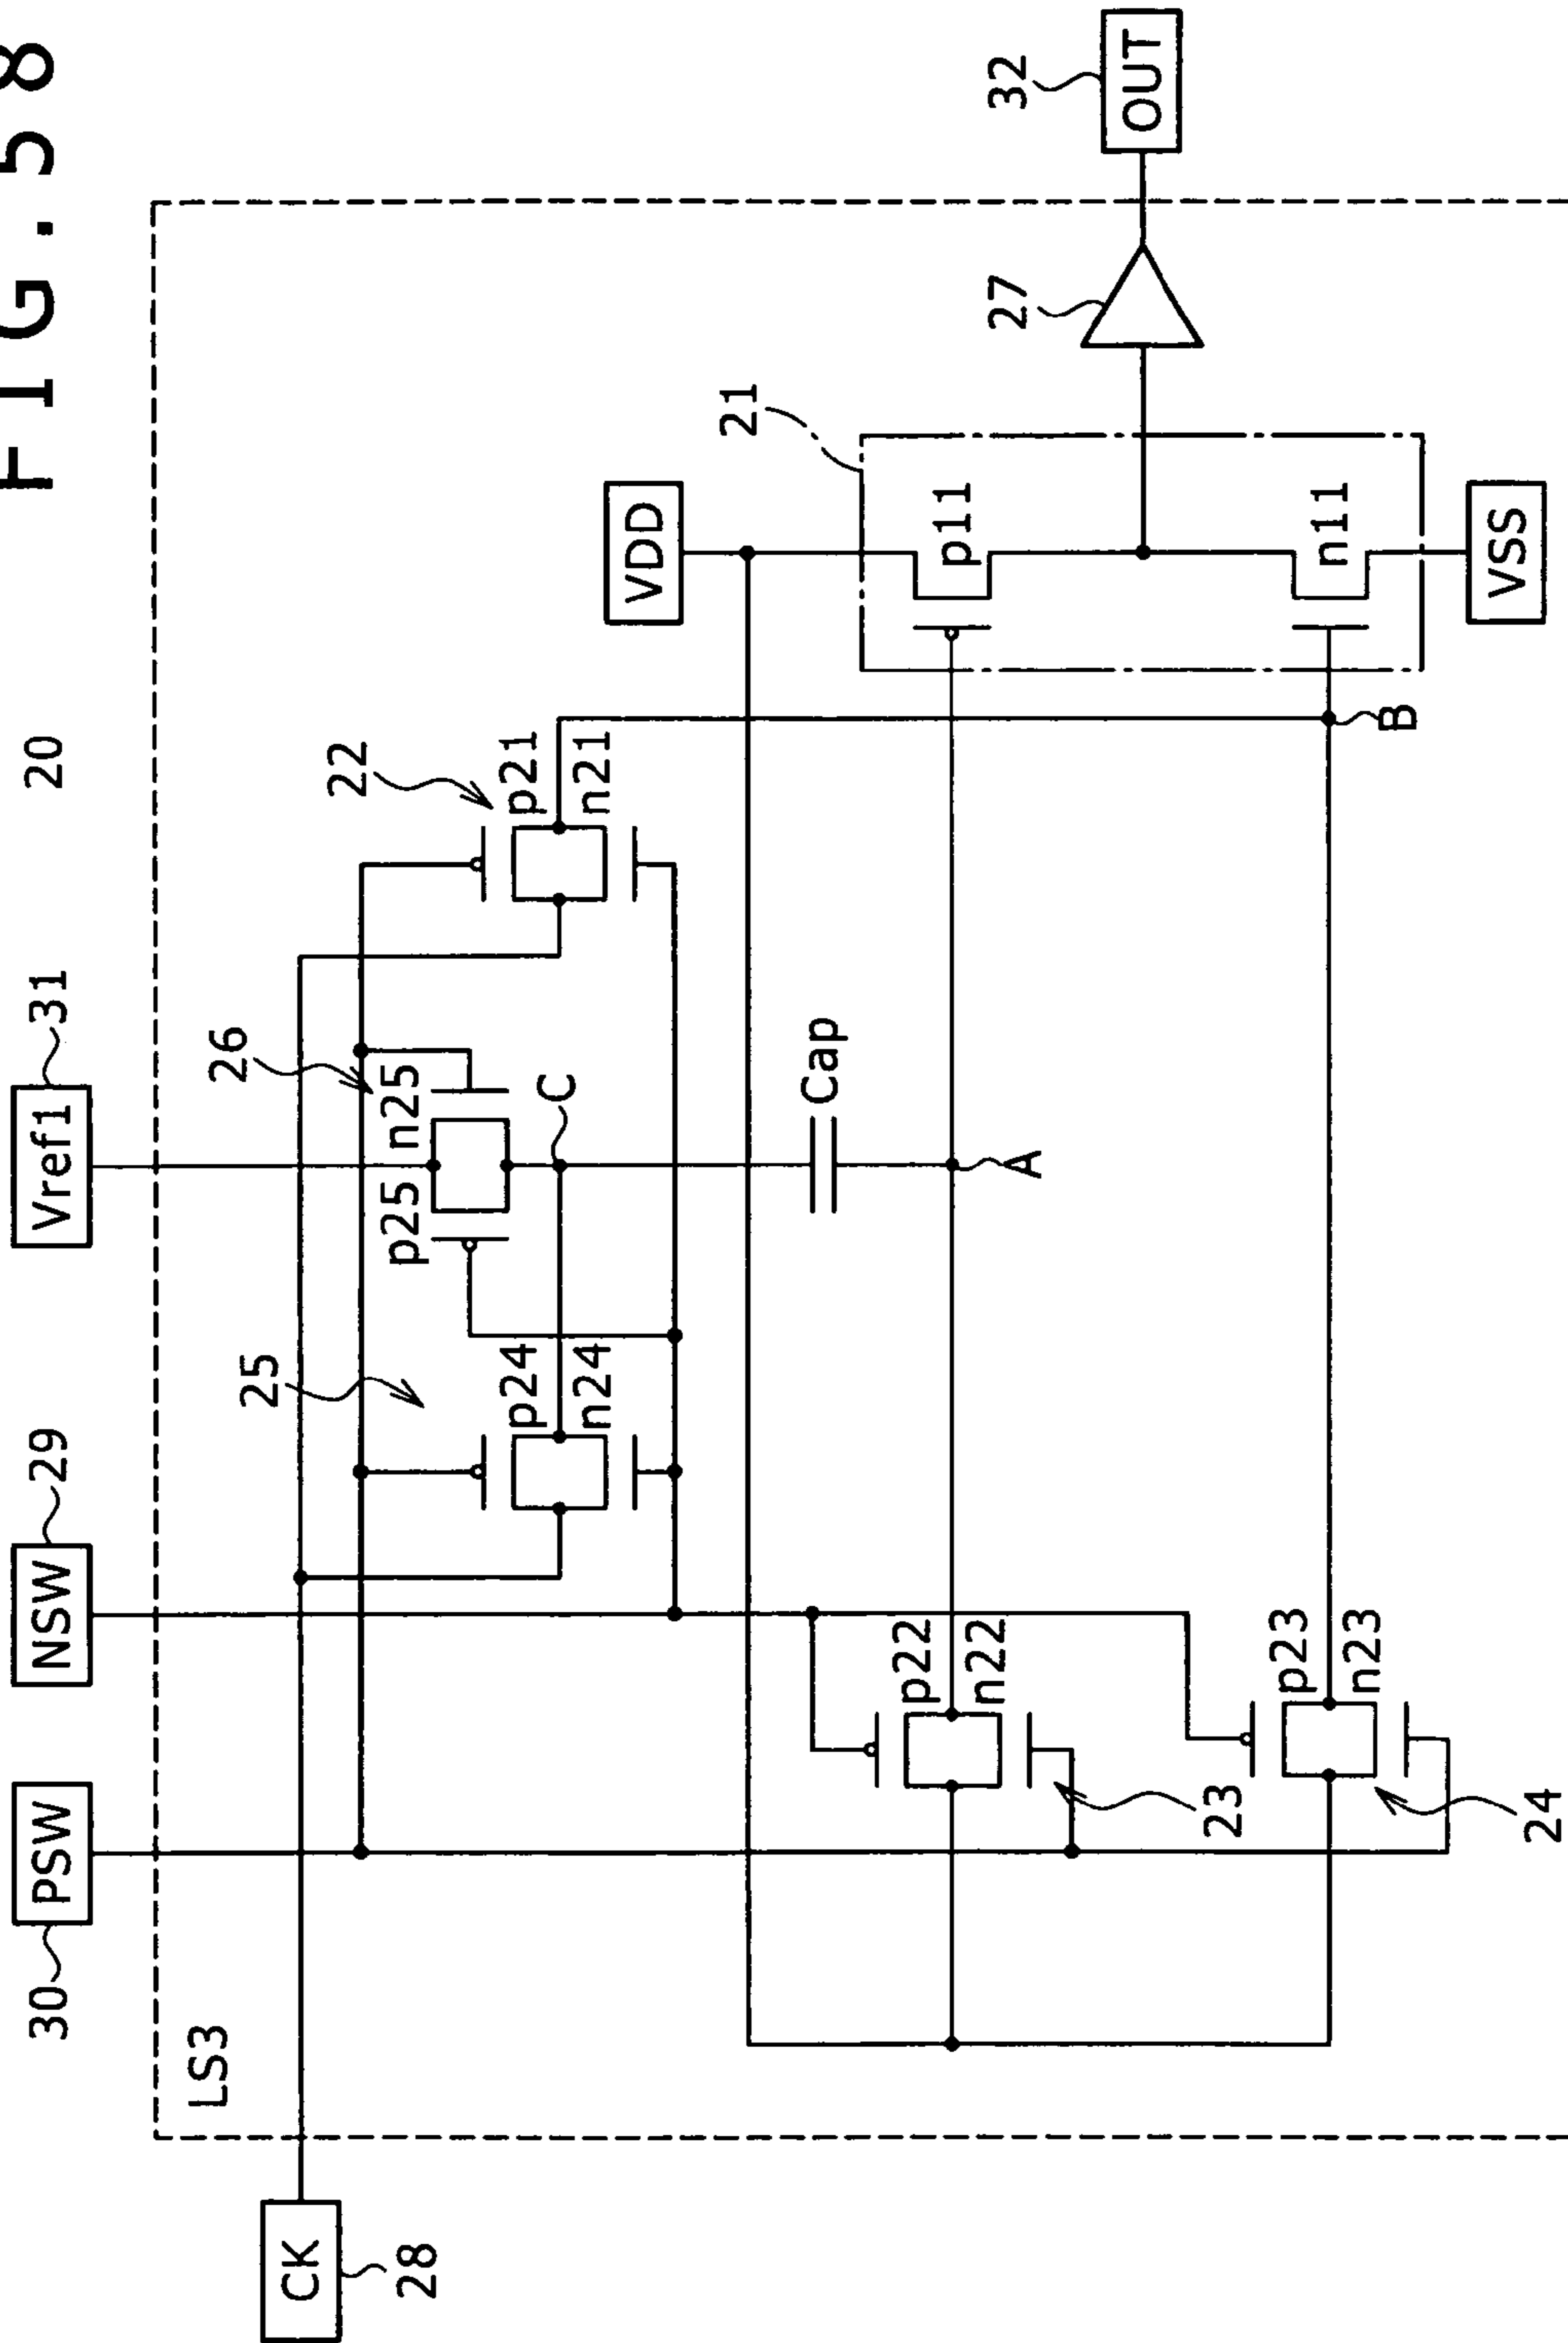 FIG.58
20
30
PSW
NSW
29
Vref1
31
LS3
CK
28
25
p24
n24
26
p25
n25
C
22
p21
n21
Cap
VDD
21
p22
n22
23
A
p11
27
32
OUT
p23
n23
24
B
n11
VSS